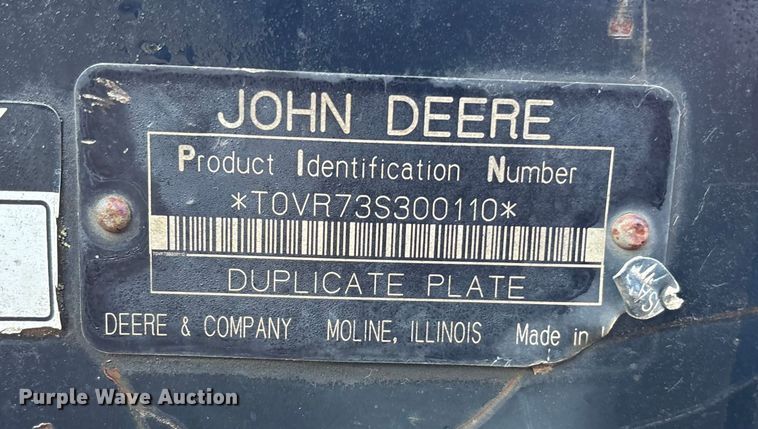 JOHN DEERE
Product Identification Number
*T0VR73S300110*
DUPLICATE PLATE
DEERE & COMPANY MOLINE, ILLINOIS Made in
Purple Wave Auction